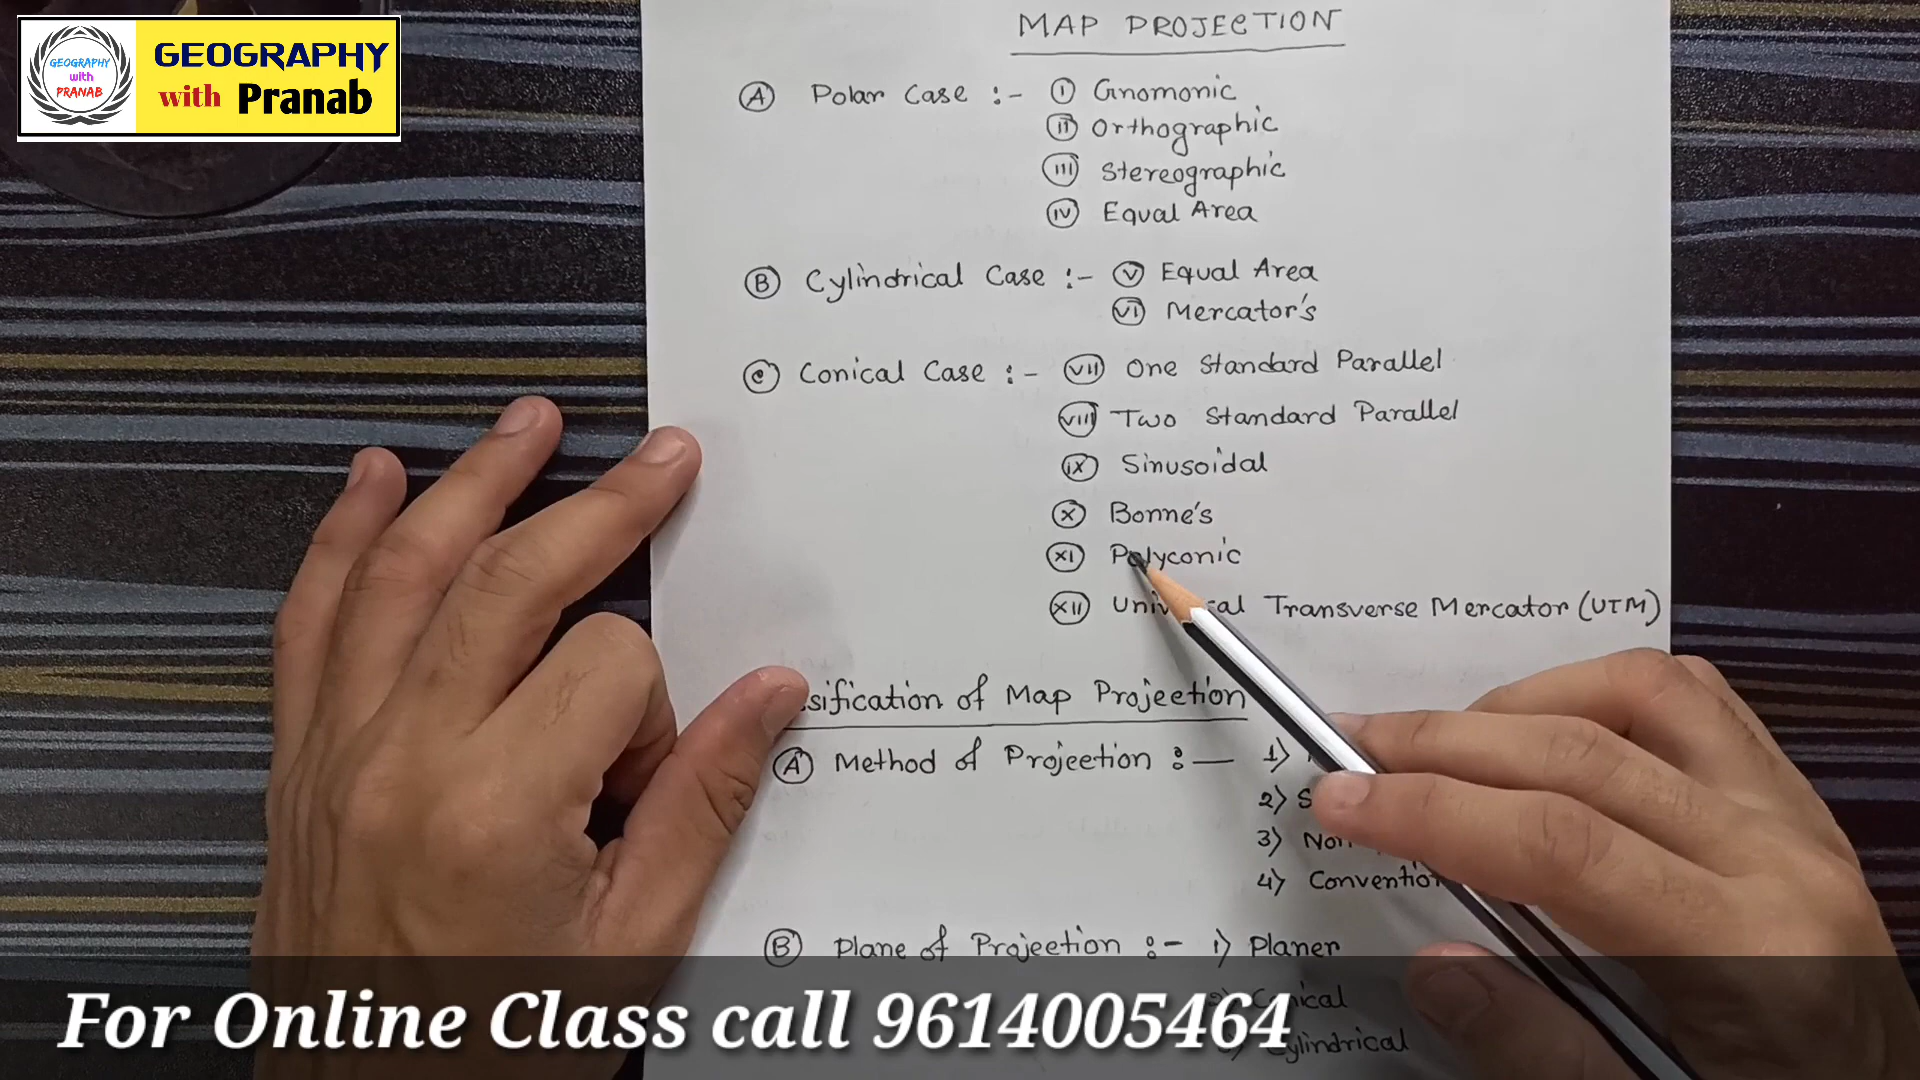 GEOGRAPHY
with
PRANAB
GEOGRAPHY
with Pranab
MAP PROJECTION
A Polar Case :- I Gnomonic
II Orthographic
III Stereographic
IV Equal Area
B Cylindrical Case :- V Equal Area
VI Mercator's
C Conical Case :- VII One Standard Parallel
VIII Two Standard Parallel
IX Sinusoidal
X Bonne's
XI Polyconic
XII Transverse Mercator (UTM)
of Map Projection
A Method of Projection :— 1)
2)
3)
4)
B Plane of Projection :- 1) Planer
Conical
Cylindrical
For Online Class call 9614005464